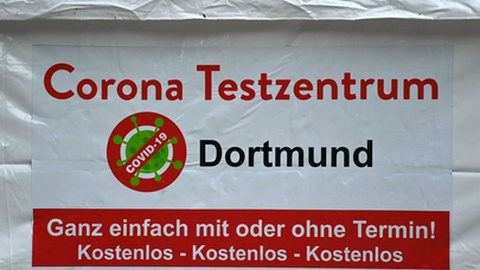 Corona Testzentrum
COVID-19
Dortmund
Ganz einfach mit oder ohne Termin!
Kostenlos - Kostenlos - Kostenlos